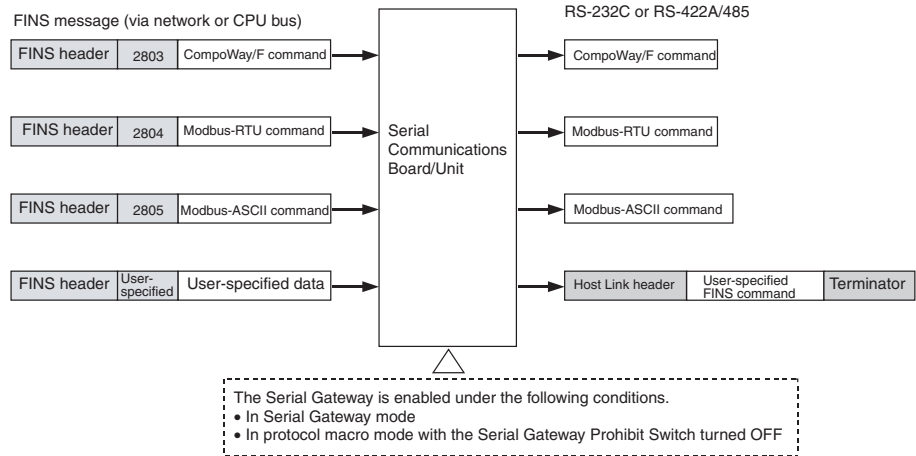 FINS message (via network or CPU bus)
RS-232C or RS-422A/485
FINS header 2803 CompoWay/F command
CompoWay/F command
FINS header 2804 Modbus-RTU command
Serial
Communications
Board/Unit
Modbus-RTU command
FINS header 2805 Modbus-ASCII command
Modbus-ASCII command
FINS header User-
specified User-specified data
Host Link header User-specified
FINS command Terminator
The Serial Gateway is enabled under the following conditions.
• In Serial Gateway mode
• In protocol macro mode with the Serial Gateway Prohibit Switch turned OFF